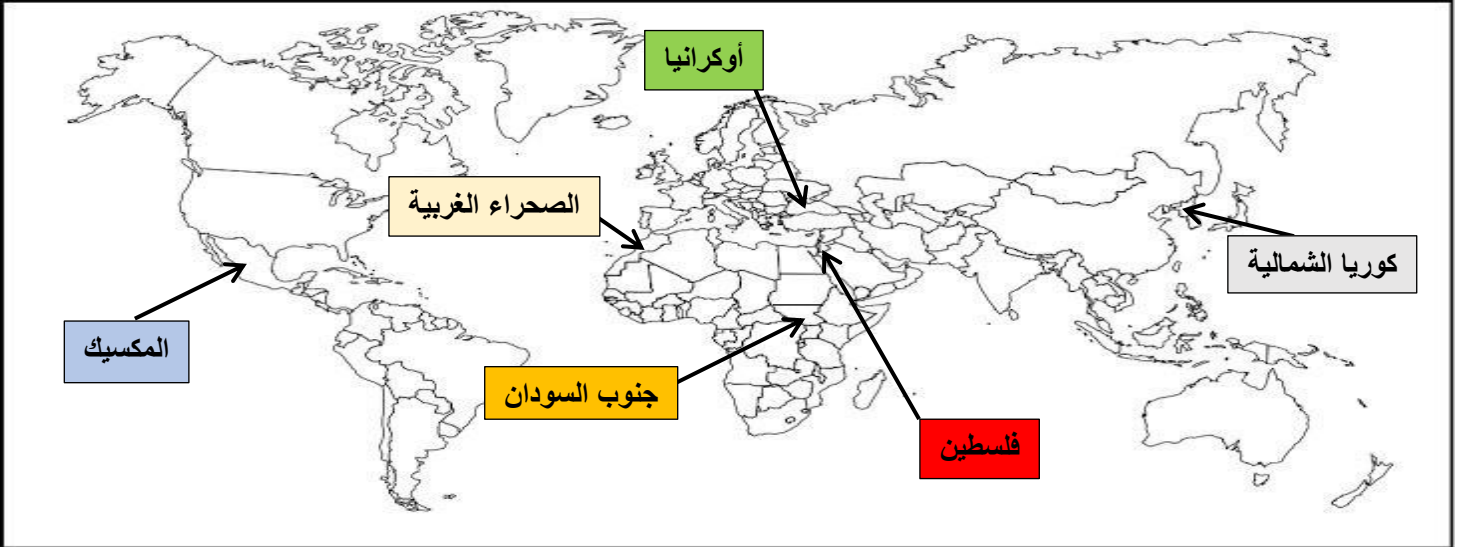 أوكرانيا
الصحراء الغربية
كوريا الشمالية
المكسيك
جنوب السودان
فلسطين